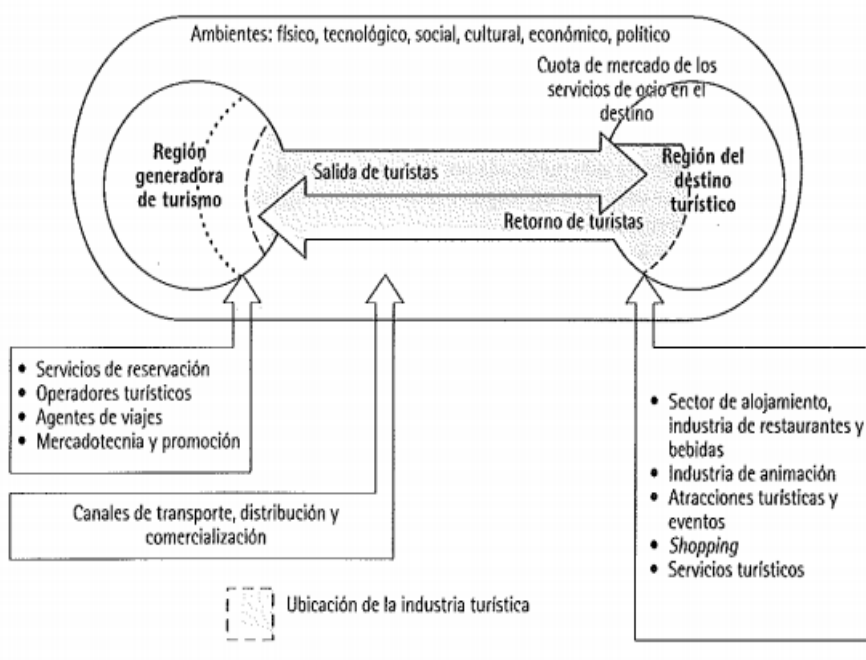 Ambientes: físico, tecnológico, social, cultural, económico, político
Cuota de mercado de los
servicios de ocio en el
destino
Región
generadora
de turismo
Salida de turistas
Retorno de turistas
Región del
destino
turístico
• Servicios de reservación
• Operadores turísticos
• Agentes de viajes
• Mercadotecnia y promoción
Canales de transporte, distribución y
comercialización
• Sector de alojamiento,
industria de restaurantes y
bebidas
• Industria de animación
• Atracciones turísticas y
eventos
• Shopping
• Servicios turísticos
Ubicación de la industria turística